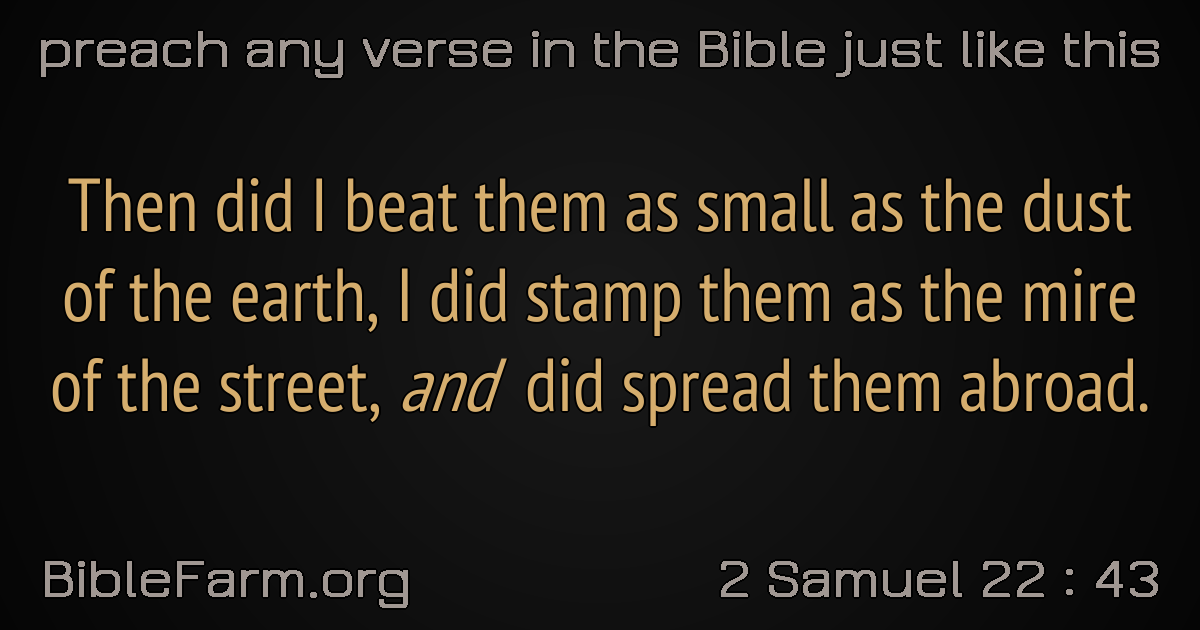 preach any verse in the Bible just like this
Then did I beat them as small as the dust
of the earth, I did stamp them as the mire
of the street, and did spread them abroad.
BibleFarm.org
2 Samuel 22 : 43